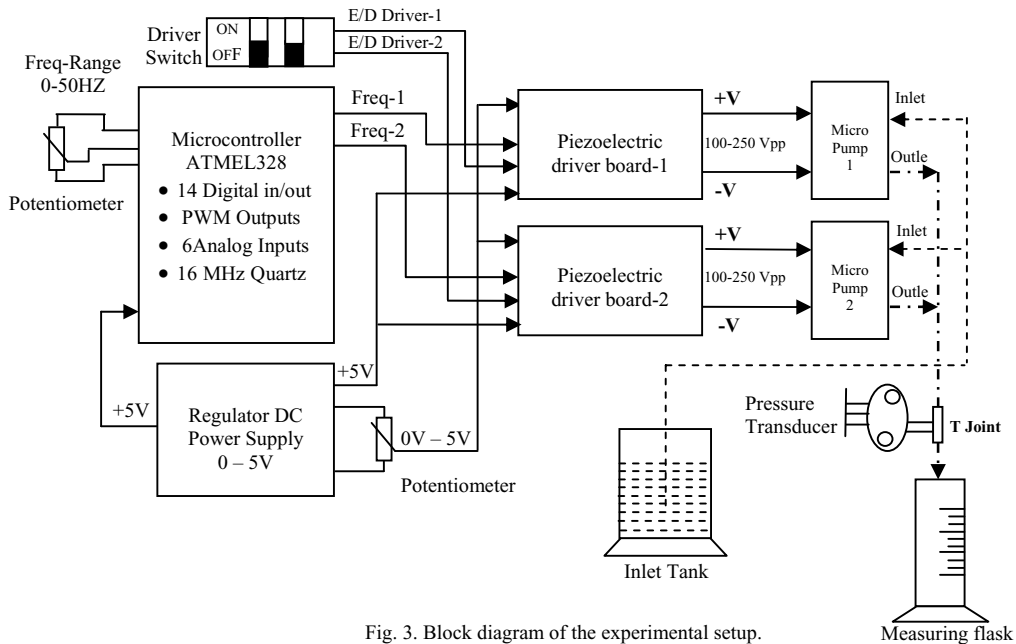 E/D Driver-1
Driver
Switch
ON
OFF
E/D Driver-2
Freq-Range
0-50HZ
Potentiometer
Microcontroller
ATMEL328
• 14 Digital in/out
• PWM Outputs
• 6Analog Inputs
• 16 MHz Quartz
Freq-1
Freq-2
Piezoelectric
driver board-1
+V
100-250 Vpp
-V
Micro
Pump
1
Inlet
Outle
Piezoelectric
driver board-2
+V
100-250 Vpp
-V
Micro
Pump
2
Inlet
Outle
+5V
Regulator DC
Power Supply
0 – 5V
+5V
0V – 5V
Potentiometer
Pressure
Transducer
T Joint
Inlet Tank
Measuring flask
Fig. 3. Block diagram of the experimental setup.